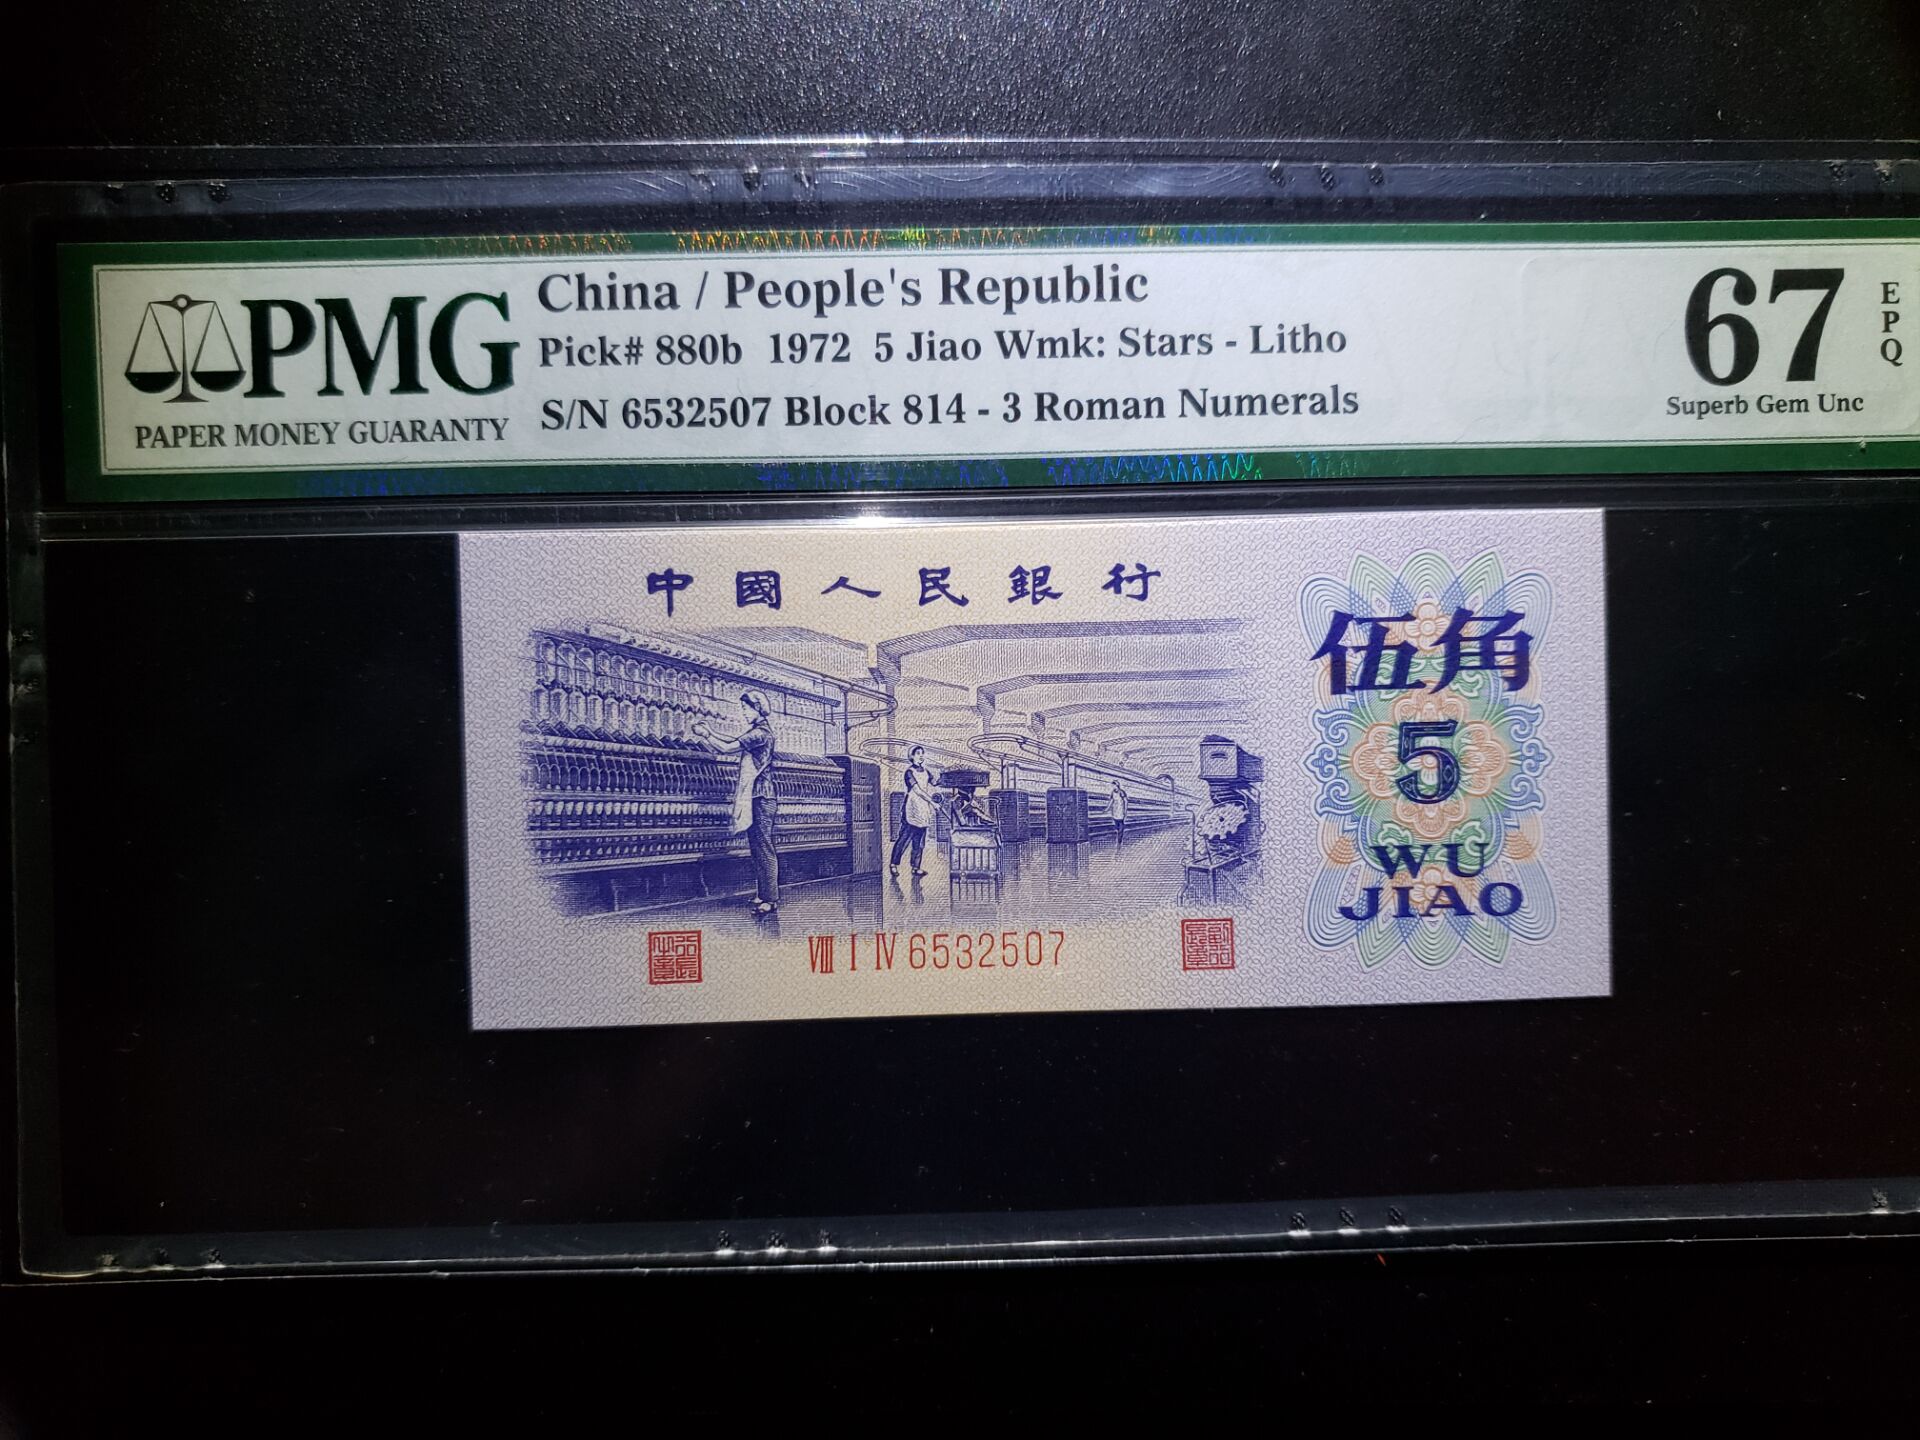 PMG
PAPER MONEY GUARANTY
China / People's Republic
Pick# 880b 1972 5 Jiao Wmk: Stars - Litho
S/N 6532507 Block 814 - 3 Roman Numerals
67
EPQ
Superb Gem Unc
中國人民銀行
伍角
5
WU
JIAO
Ⅷ Ⅰ Ⅳ 6532507